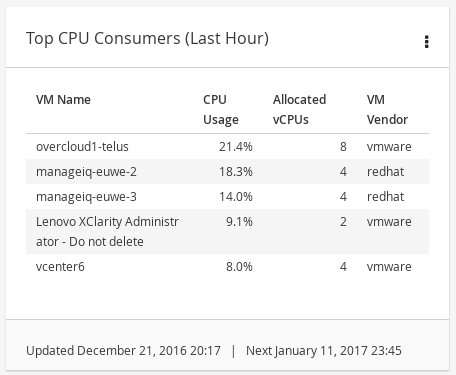 Top CPU Consumers (Last Hour)
VM Name CPU Usage Allocated vCPUs VM Vendor
overcloud1-telus 21.4% 8 vmware
manageiq-euwe-2 18.3% 4 redhat
manageiq-euwe-3 14.0% 4 redhat
Lenovo XClarity Administr 9.1% 2 vmware
ator - Do not delete
vcenter6 8.0% 4 vmware
Updated December 21, 2016 20:17 | Next January 11, 2017 23:45